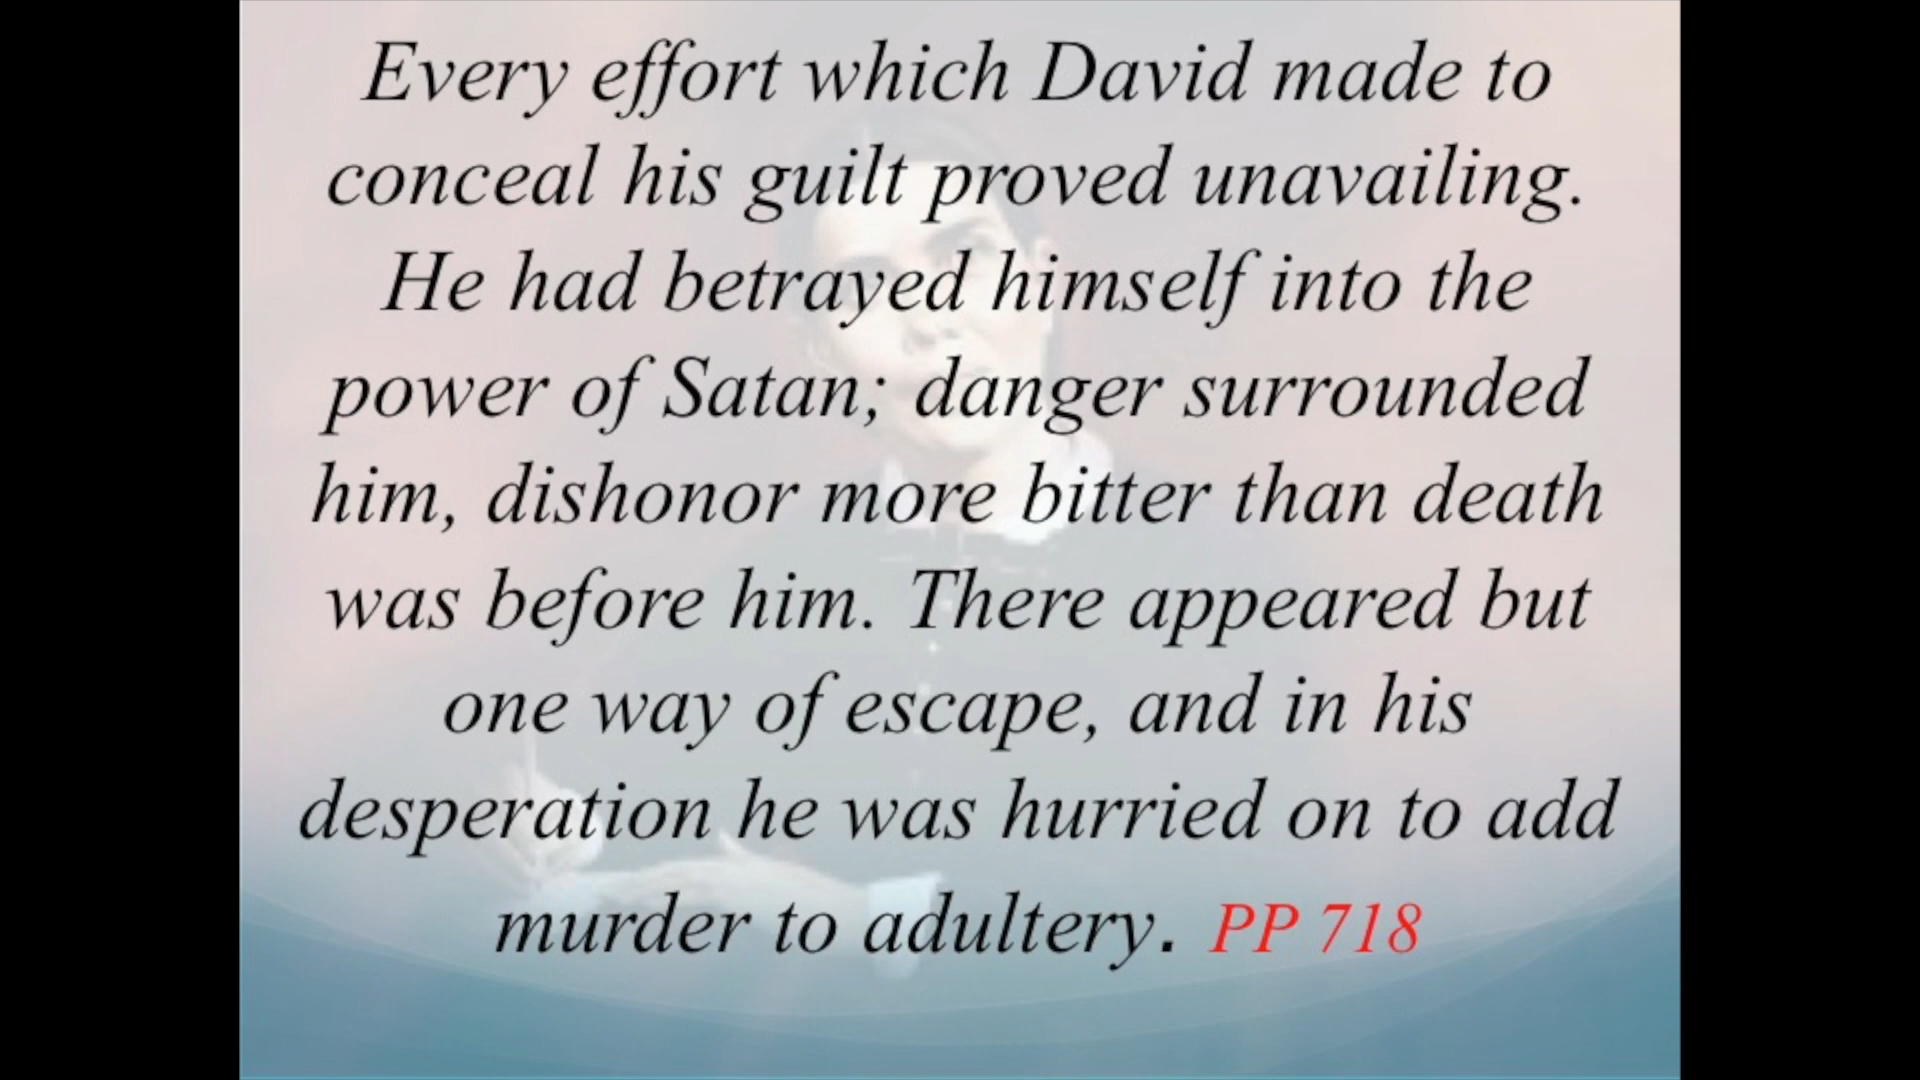 Every effort which David made to
conceal his guilt proved unavailing.
He had betrayed himself into the
power of Satan; danger surrounded
him, dishonor more bitter than death
was before him. There appeared but
one way of escape, and in his
desperation he was hurried on to add
murder to adultery. PP 718